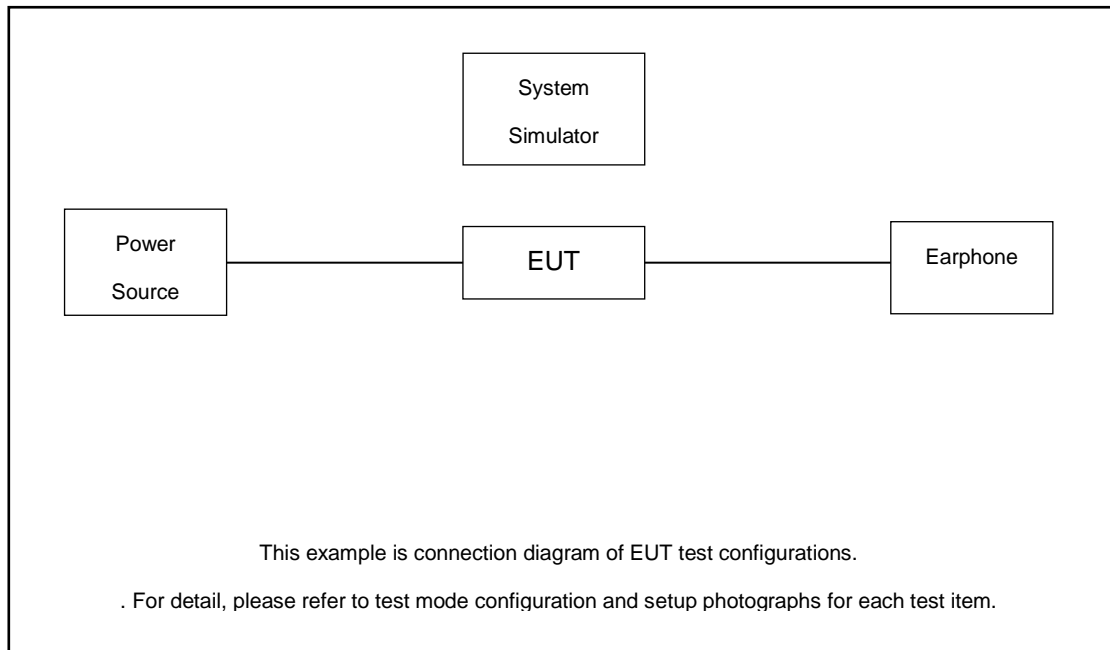 System
Simulator
Power
Source
EUT
Earphone
This example is connection diagram of EUT test configurations.
. For detail, please refer to test mode configuration and setup photographs for each test item.